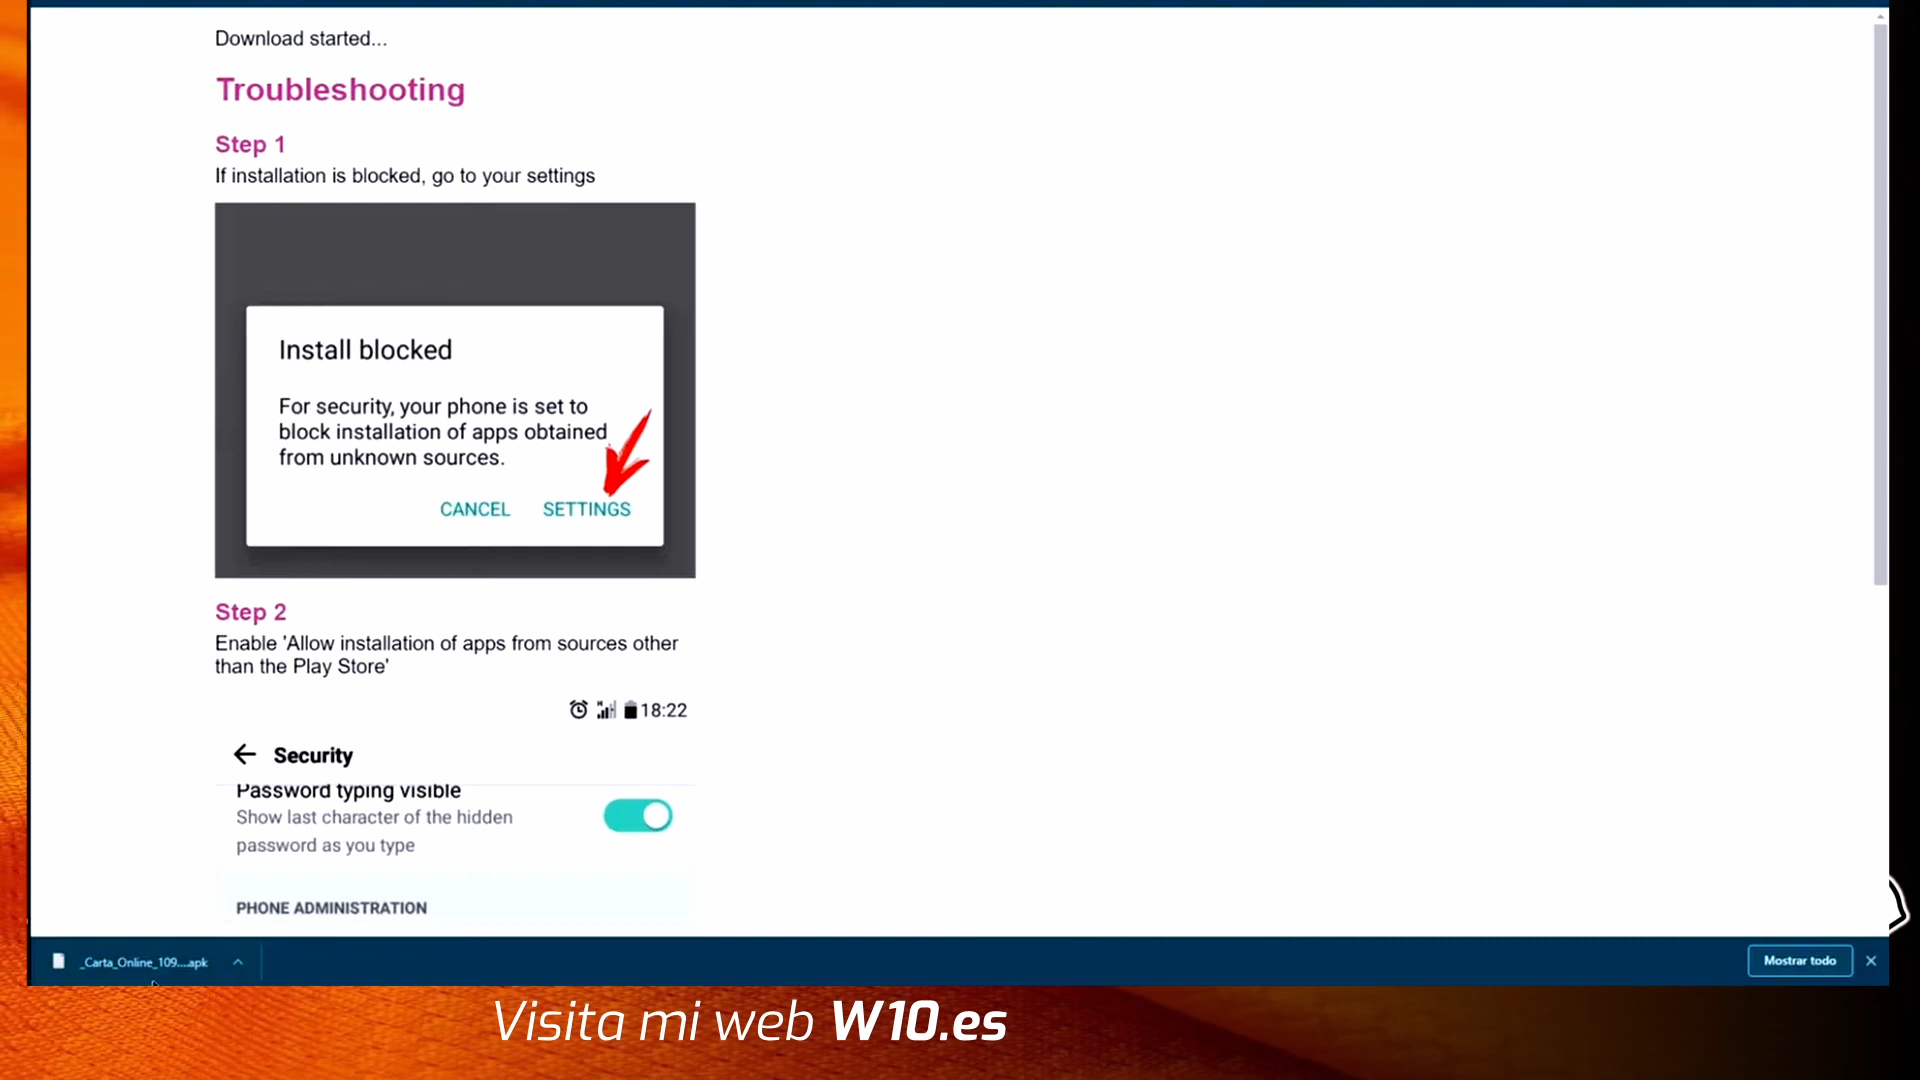 Download started...
Troubleshooting
Step 1
If installation is blocked, go to your settings
Install blocked
For security, your phone is set to
block installation of apps obtained
from unknown sources.
CANCEL SETTINGS
Step 2
Enable 'Allow installation of apps from sources other
than the Play Store'
18:22
Security
Password typing visible
Show last character of the hidden
password as you type
PHONE ADMINISTRATION
_Carta_Online_109....apk
Mostrar todo
Visita mi web W10.es